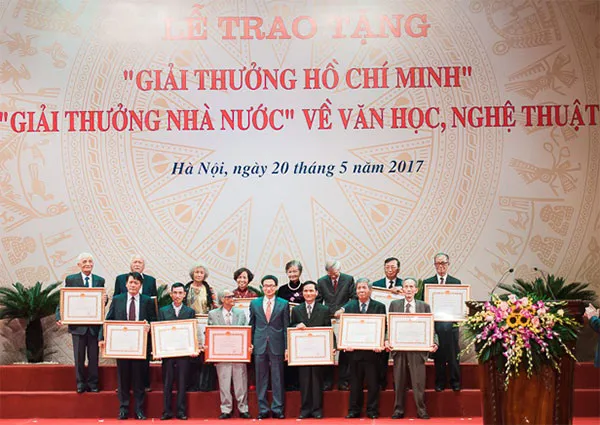 LỄ TRAO TẶNG
"GIẢI THƯỞNG HỒ CHÍ MINH"
"GIẢI THƯỞNG NHÀ NƯỚC" VỀ VĂN HỌC, NGHỆ THUẬT
Hà Nội, ngày 20 tháng 5 năm 2017